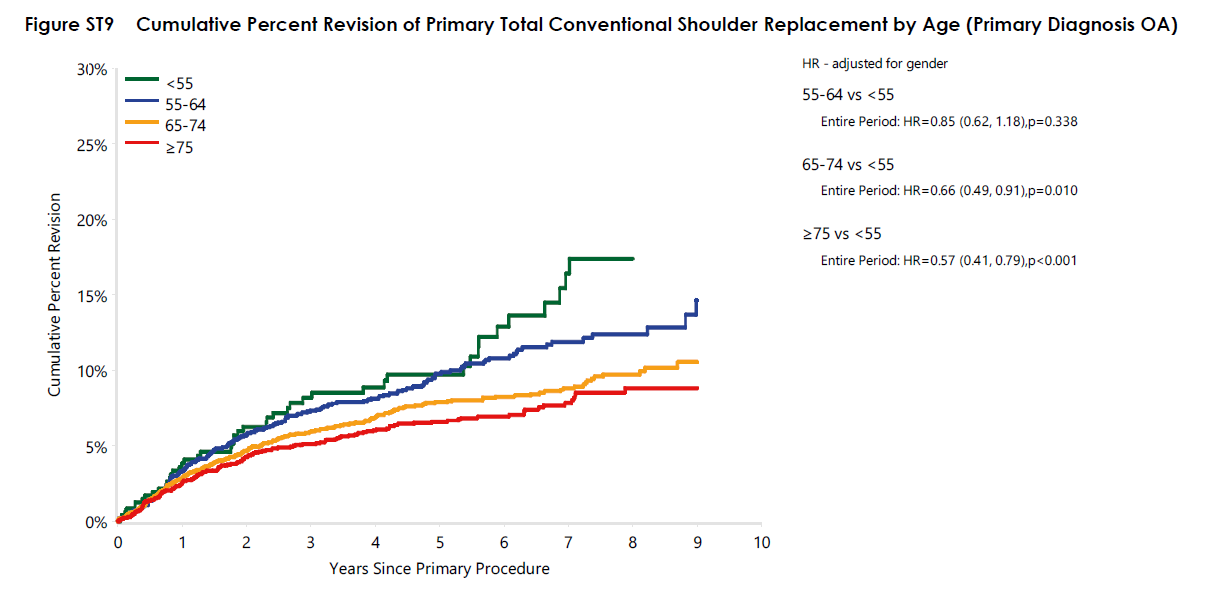 Figure ST9 Cumulative Percent Revision of Primary Total Conventional Shoulder Replacement by Age (Primary Diagnosis OA)
HR - adjusted for gender
55-64 vs <55
Entire Period: HR=0.85 (0.62, 1.18),p=0.338
65-74 vs <55
Entire Period: HR=0.66 (0.49, 0.91),p=0.010
≥75 vs <55
Entire Period: HR=0.57 (0.41, 0.79),p<0.001
<55
55-64
65-74
≥75
Cumulative Percent Revision
30%
25%
20%
15%
10%
5%
0%
0 1 2 3 4 5 6 7 8 9 10
Years Since Primary Procedure